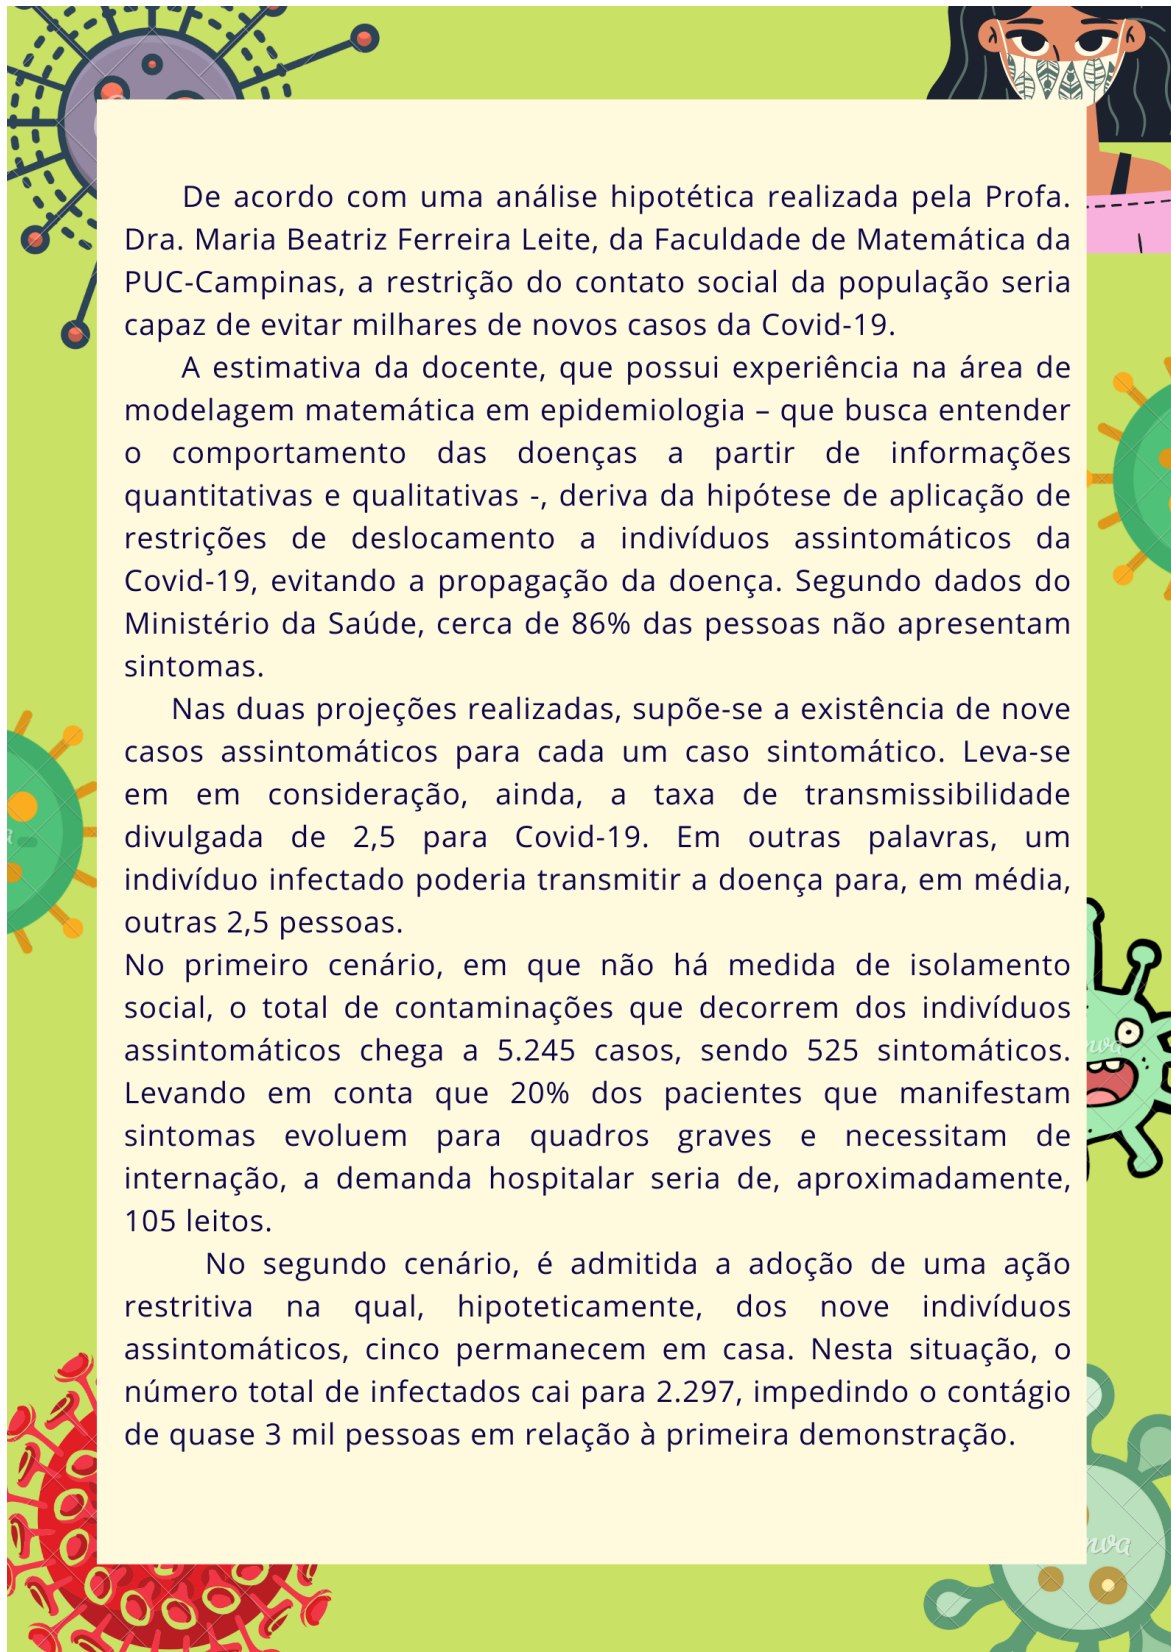 De acordo com uma análise hipotética realizada pela Profa.
Dra. Maria Beatriz Ferreira Leite, da Faculdade de Matemática da
PUC-Campinas, a restrição do contato social da população seria
capaz de evitar milhares de novos casos da Covid-19.
A estimativa da docente, que possui experiência na área de
modelagem matemática em epidemiologia – que busca entender
o comportamento das doenças a partir de informações
quantitativas e qualitativas -, deriva da hipótese de aplicação de
restrições de deslocamento a indivíduos assintomáticos da
Covid-19, evitando a propagação da doença. Segundo dados do
Ministério da Saúde, cerca de 86% das pessoas não apresentam
sintomas.
Nas duas projeções realizadas, supõe-se a existência de nove
casos assintomáticos para cada um caso sintomático. Leva-se
em em consideração, ainda, a taxa de transmissibilidade
divulgada de 2,5 para Covid-19. Em outras palavras, um
indivíduo infectado poderia transmitir a doença para, em média,
outras 2,5 pessoas.
No primeiro cenário, em que não há medida de isolamento
social, o total de contaminações que decorrem dos indivíduos
assintomáticos chega a 5.245 casos, sendo 525 sintomáticos.
Levando em conta que 20% dos pacientes que manifestam
sintomas evoluem para quadros graves e necessitam de
internação, a demanda hospitalar seria de, aproximadamente,
105 leitos.
No segundo cenário, é admitida a adoção de uma ação
restritiva na qual, hipoteticamente, dos nove indivíduos
assintomáticos, cinco permanecem em casa. Nesta situação, o
número total de infectados cai para 2.297, impedindo o contágio
de quase 3 mil pessoas em relação à primeira demonstração.